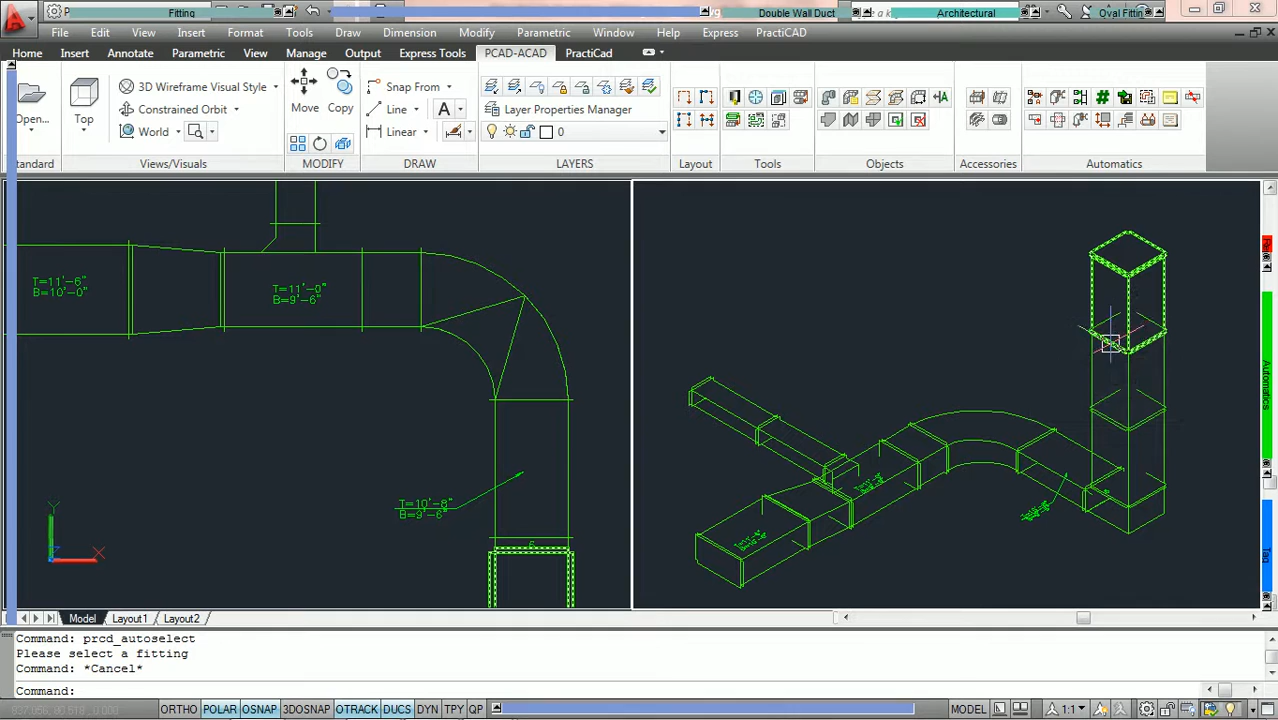 P Fitting Double Wall Duct Architectural Oval Fittin
File Edit View Insert Format Tools Draw Dimension Modify Parametric Window Help Express PractiCAD
Home Insert Annotate Parametric View Manage Output Express Tools PCAD-ACAD PractiCAD
Open... Top 3D Wireframe Visual Style Move Copy Snap From
Constrained Orbit Line A Layer Properties Manager
World Linear 0
tandard Views/Visuals MODIFY DRAW LAYERS Layout Tools Objects Accessories Automatics
T=11'-6"
B=10'-0"
T=11'-0"
B=9'-6"
T=10'-8"
B=9'-6"
Y
Z X
Automatics
Taq
Model Layout1 Layout2
Command: prcd_autoselect
Please select a fitting
Command: *Cancel*
Command:
ORTHO POLAR OSNAP 3DOSNAP OTRACK DUCS DYN TPY QP MODEL 1:1